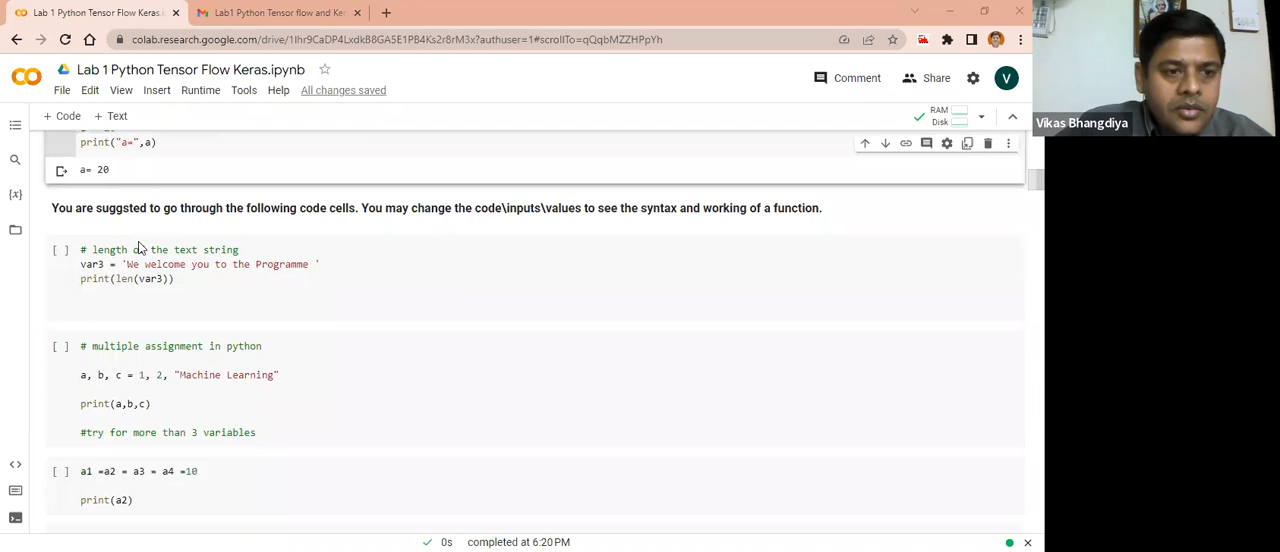 Lab 1 Python Tensor Flow Keras.i
Lab1 Python Tensor flow and Ker
colab.research.google.com/drive/1lhr9CaDP4LxdkB8GA5E1PB4Ks2r8rM3x?authuser=1#scrollTo=qQqbMZZHPpYh
Lab 1 Python Tensor Flow Keras.ipynb
Comment
Share
V
File Edit View Insert Runtime Tools Help All changes saved
+ Code + Text
RAM
Disk
print("a=",a)
a= 20
You are suggsted to go through the following code cells. You may change the code\inputs\values to see the syntax and working of a function.
[ ] # length of the text string
var3 = 'We welcome you to the Programme '
print(len(var3))
[ ] # multiple assignment in python
a, b, c = 1, 2, "Machine Learning"
print(a,b,c)
#try for more than 3 variables
[ ] a1 =a2 = a3 = a4 =10
print(a2)
0s completed at 6:20 PM
Vikas Bhangdiya